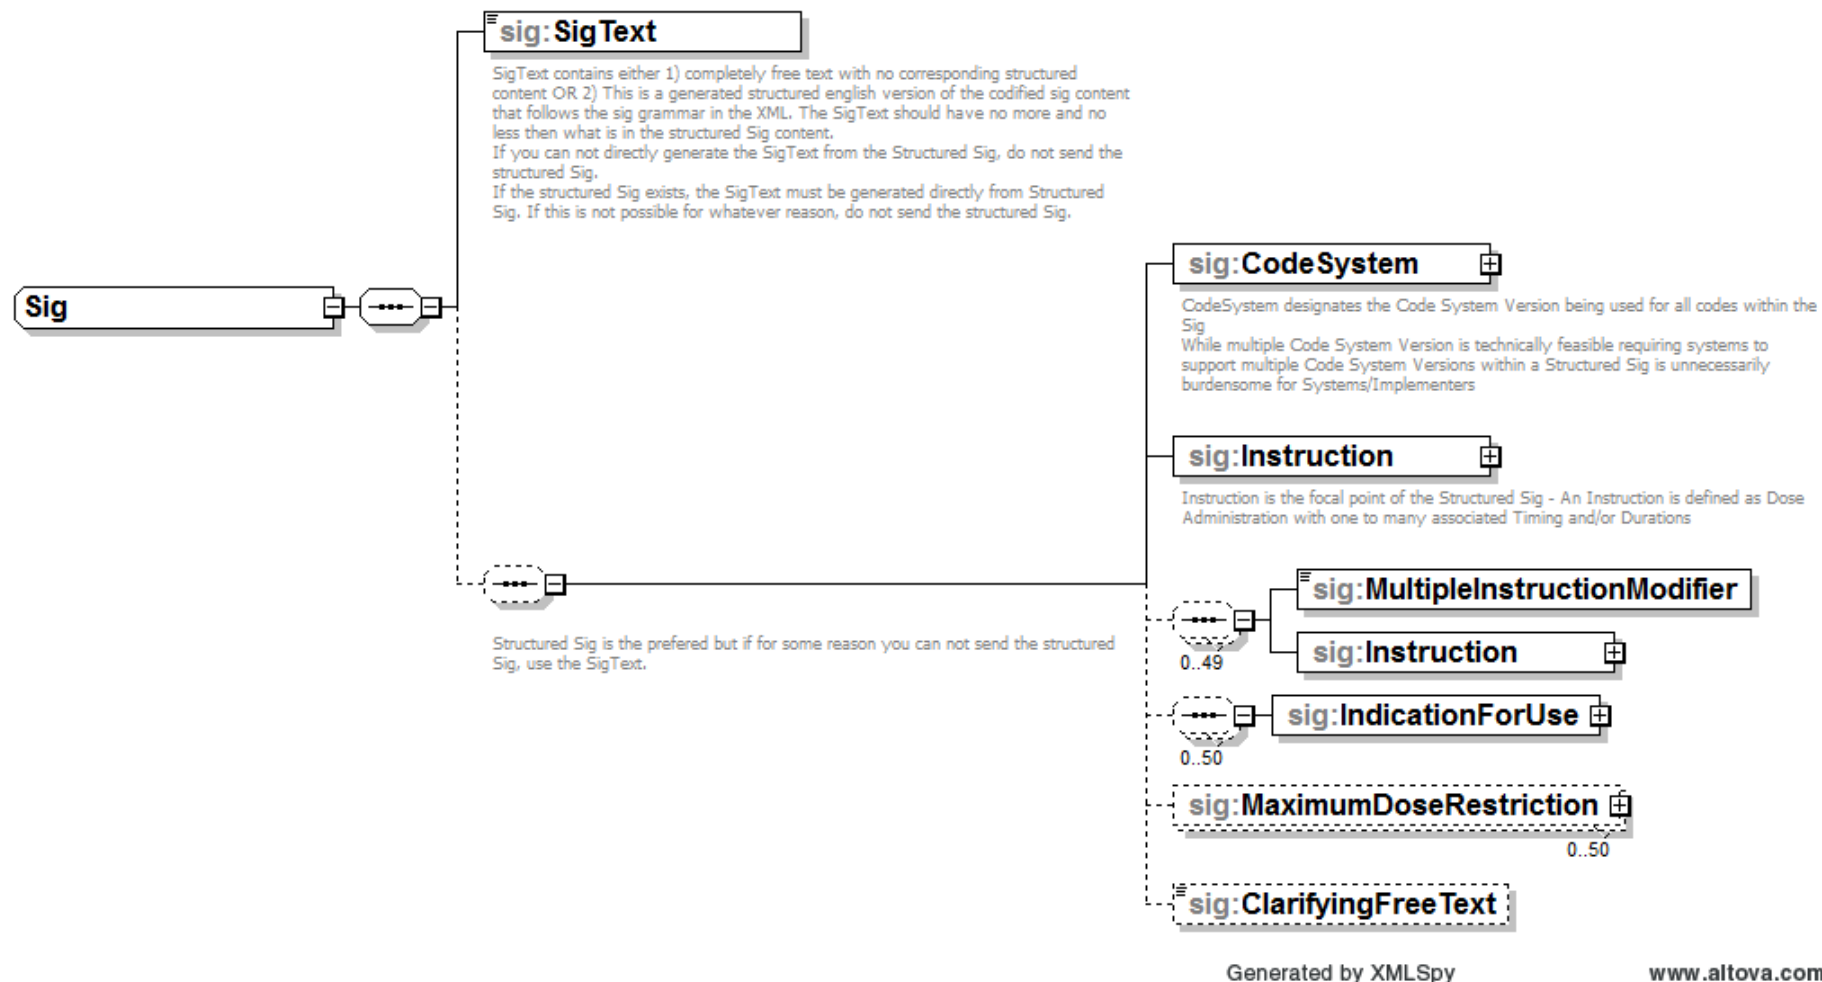 sig:SigText
SigText contains either 1) completely free text with no corresponding structured
content OR 2) This is a generated structured english version of the codified sig content
that follows the sig grammar in the XML. The SigText should have no more and no
less then what is in the structured Sig content.
If you can not directly generate the SigText from the Structured Sig, do not send the
structured Sig.
If the structured Sig exists, the SigText must be generated directly from Structured
Sig. If this is not possible for whatever reason, do not send the structured Sig.
Sig
sig:CodeSystem
CodeSystem designates the Code System Version being used for all codes within the
Sig
While multiple Code System Version is technically feasible requiring systems to
support multiple Code System Versions within a Structured Sig is unnecessarily
burdensome for Systems/Implementers
sig:Instruction
Instruction is the focal point of the Structured Sig - An Instruction is defined as Dose
Administration with one to many associated Timing and/or Durations
Structured Sig is the prefered but if for some reason you can not send the structured
Sig, use the SigText.
sig:MultipleInstructionModifier
sig:Instruction
0..49
sig:IndicationForUse
0..50
sig:MaximumDoseRestriction
0..50
sig:ClarifyingFreeText
Generated by XMLSpy
www.altova.com